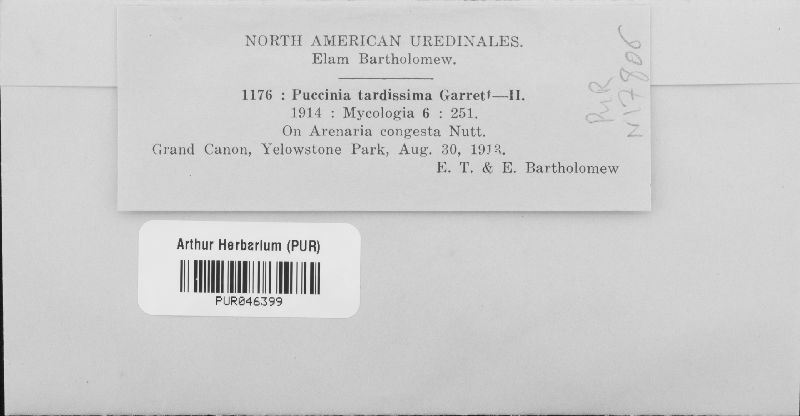 NORTH AMERICAN UREDINALES.
Elam Bartholomew.
1176 : Puccinia tardissima Garrett—II.
1914 : Mycologia 6 : 251.
On Arenaria congesta Nutt.
Grand Canon, Yelowstone Park, Aug. 30, 1913.
E. T. & E. Bartholomew
PUR
N17806
Arthur Herbarium (PUR)
PUR046399